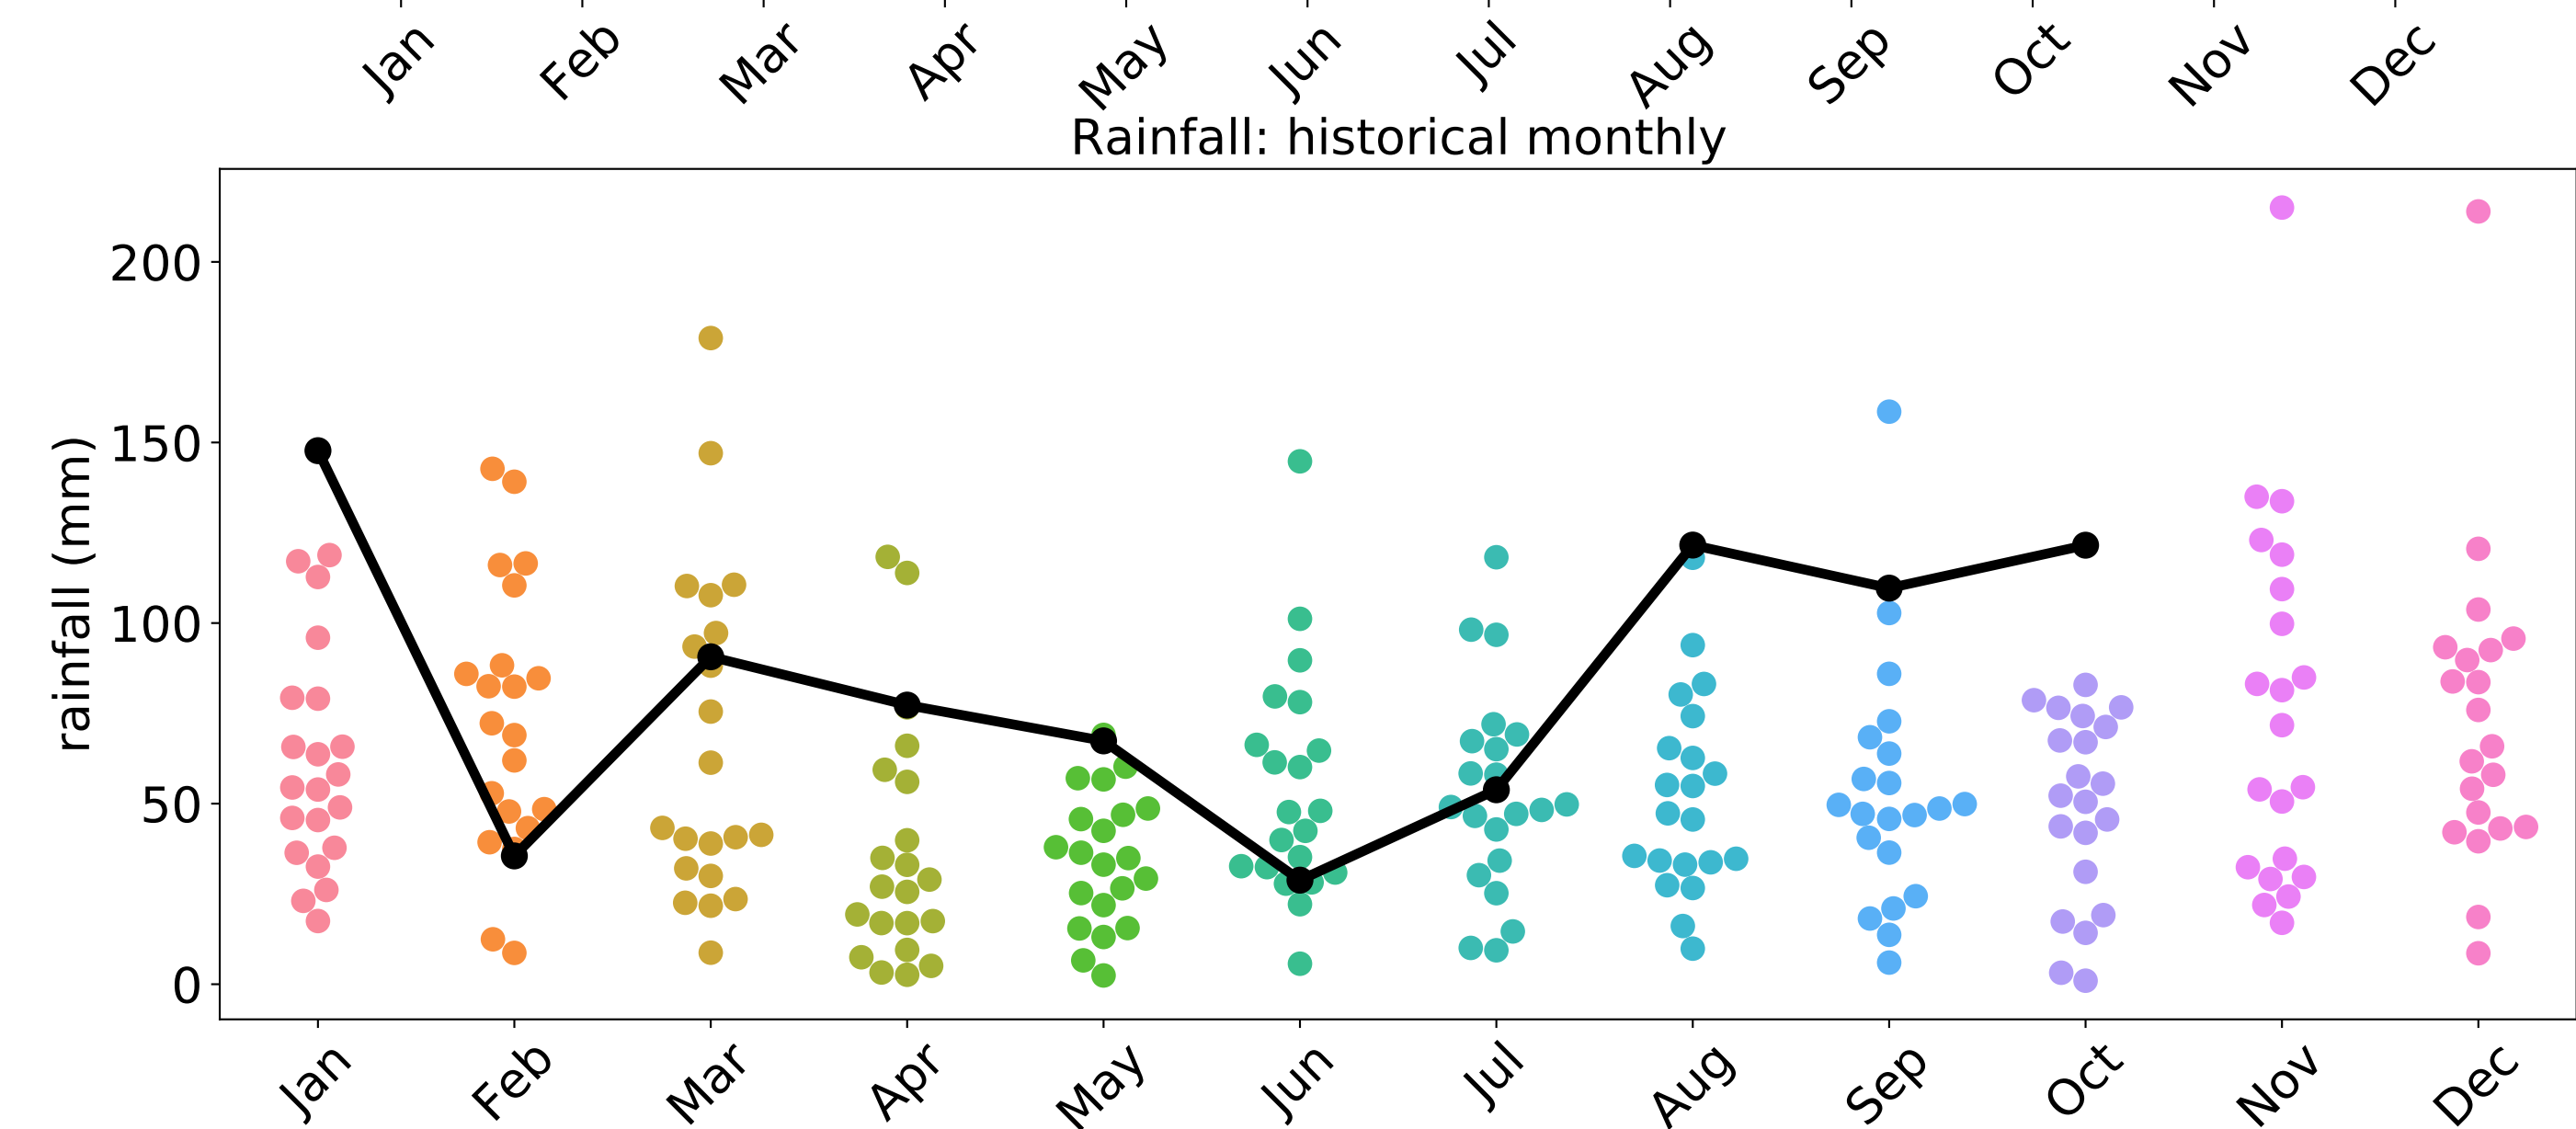 Jan Feb Mar Apr May Jun Jul Aug Sep Oct Nov Dec
Rainfall: historical monthly
200
150
100
50
0
rainfall (mm)
Jan Feb Mar Apr May Jun Jul Aug Sep Oct Nov Dec